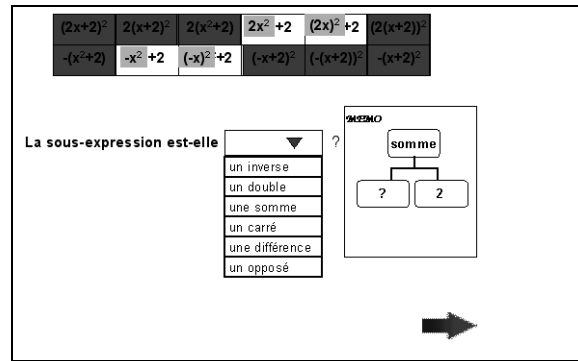 (2x+2)² 2(x+2)² 2(x²+2) 2x² +2 (2x)² +2 (2(x+2))²
-(x²+2) -x² +2 (-x)² +2 (-x+2)² (-(x+2))² -(x+2)²
MEMO
La sous-expression est-elle ?
somme
? 2
un inverse
un double
une somme
un carré
une différence
un opposé